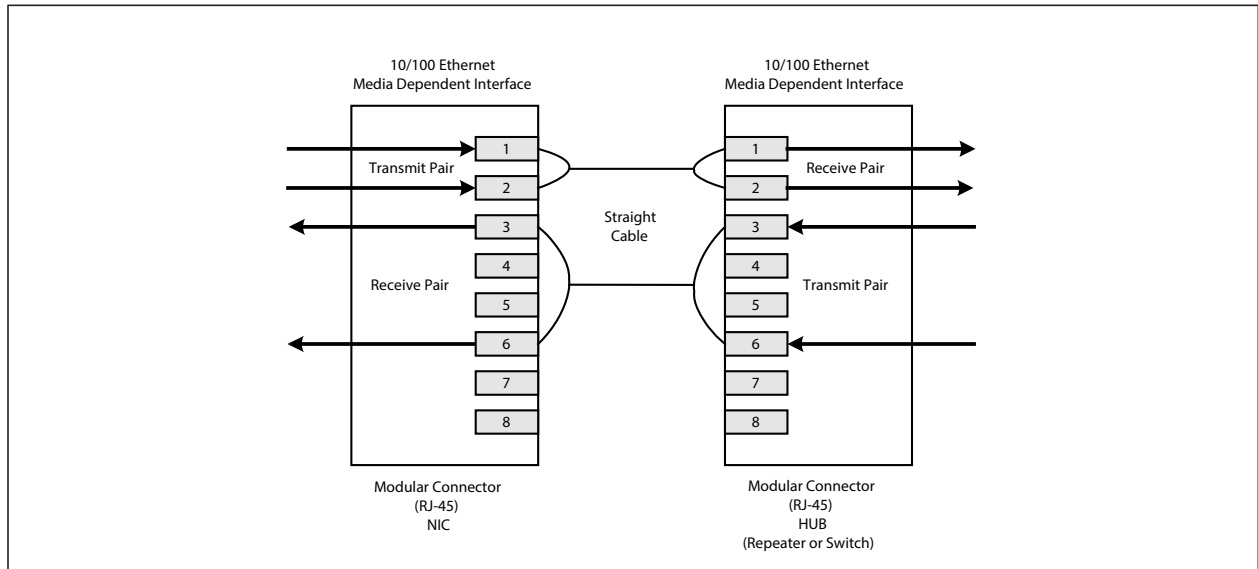 10/100 Ethernet
Media Dependent Interface
10/100 Ethernet
Media Dependent Interface
1
Transmit Pair
2
3
4
Receive Pair
5
6
7
8
Straight
Cable
1
Receive Pair
2
3
4
Transmit Pair
5
6
7
8
Modular Connector
(RJ-45)
NIC
Modular Connector
(RJ-45)
HUB
(Repeater or Switch)